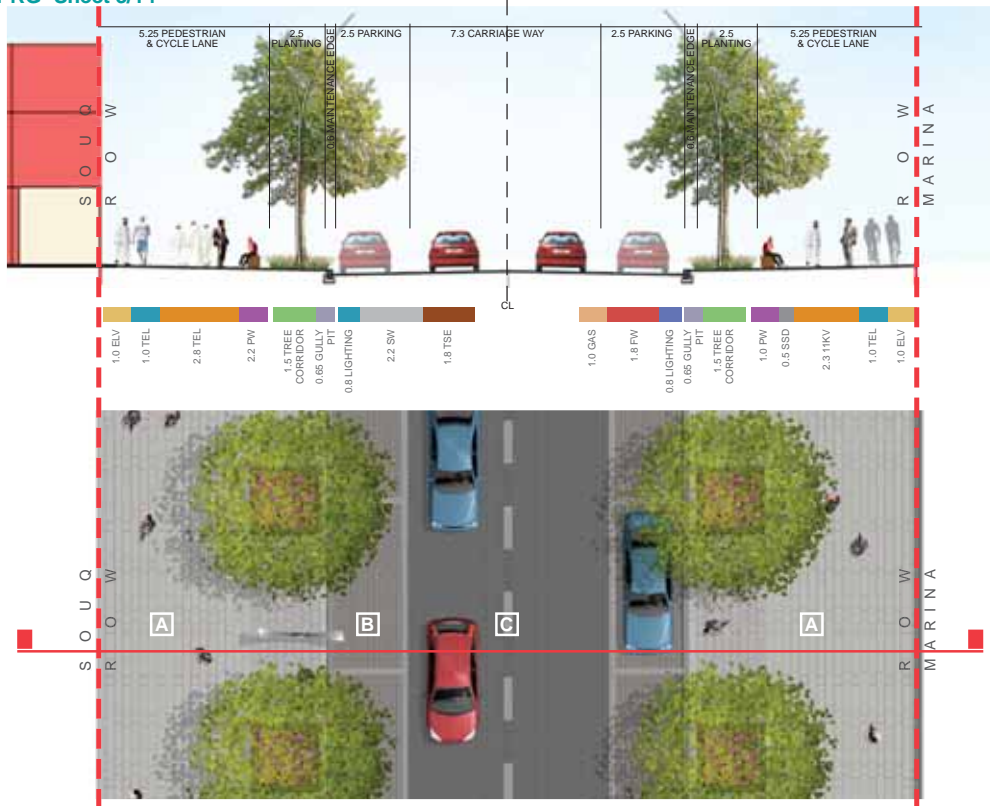 5.25 PEDESTRIAN
& CYCLE LANE
2.5
PLANTING
0.6 MAINTENANCE EDGE
2.5 PARKING
7.3 CARRIAGE WAY
2.5 PARKING
0.6 MAINTENANCE EDGE
2.5
PLANTING
5.25 PEDESTRIAN
& CYCLE LANE
SOUQ
ROW
ROW
MARINA
CL
1.0 ELV
1.0 TEL
2.8 TEL
2.2 PW
1.5 TREE
CORRIDOR
0.65 GULLY
PIT
0.8 LIGHTING
2.2 SW
1.8 TSE
1.0 GAS
1.8 FW
0.8 LIGHTING
0.65 GULLY
PIT
1.5 TREE
CORRIDOR
1.0 PW
0.5 SSD
2.3 11KV
1.0 TEL
1.0 ELV
SOUQ
ROW
A
B
C
A
ROW
MARINA